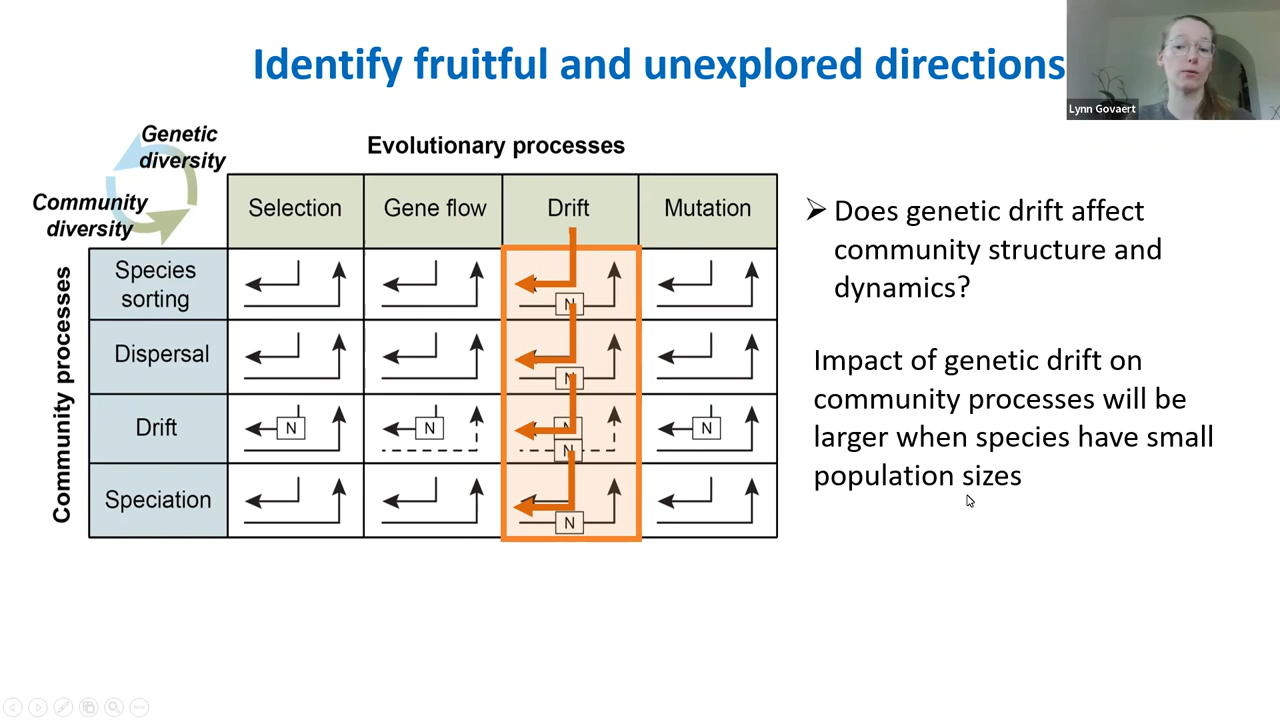 Identify fruitful and unexplored directions
Lynn Govaert
Genetic
diversity
Community
diversity
Evolutionary processes
Selection
Gene flow
Drift
Mutation
Community processes
Species
sorting
N
Dispersal
N
Drift
N
N
N
N
N
Speciation
N
Does genetic drift affect
community structure and
dynamics?
Impact of genetic drift on
community processes will be
larger when species have small
population sizes